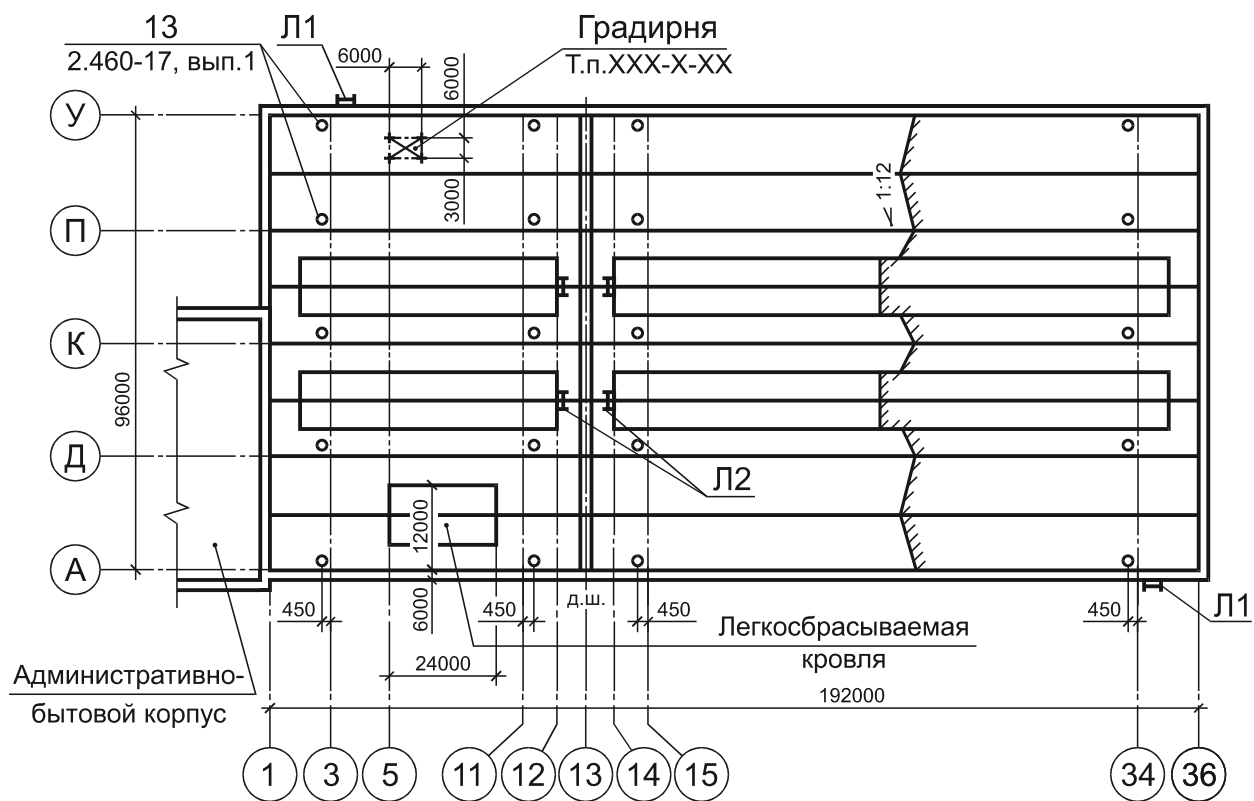 13
2.460-17, вып.1
Л1
6000
Градирня
Т.п.XXX-X-XX
6000
3000
У
П
К
Д
А
96000
1:12
Л2
12000
6000
450
450
д.ш.
450
450
Л1
24000
Легкосбрасываемая
кровля
Административно-
бытовой корпус
192000
1
3
5
11
12
13
14
15
34
36